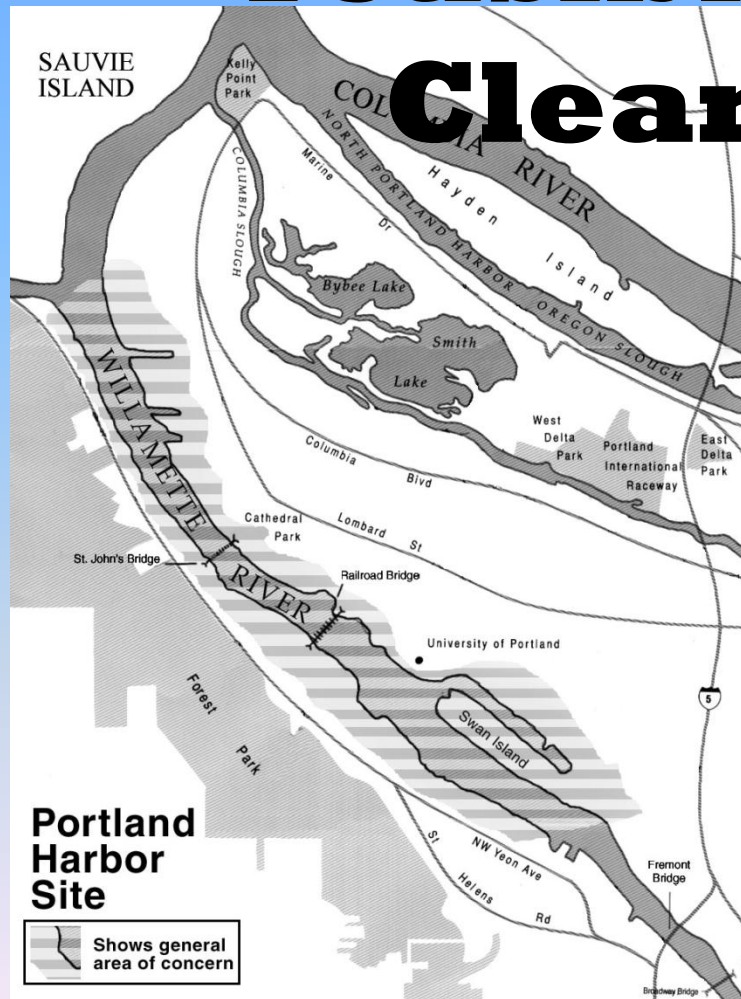 Clean
SAUVIE
ISLAND
Kelly
Point
Park
COLUMBIA RIVER
NORTH PORTLAND HARBOR
OREGON SLOUGH
Hayden
Island
Marine
Dr
COLUMBIA SLOUGH
Bybee Lake
Smith
Lake
West
Delta
Park
Portland
International
Raceway
East
Delta
Park
Columbia
Blvd
Lombard
St
Cathedral
Park
WILLAMETTE
RIVER
St. John's Bridge
Railroad Bridge
University of Portland
Swan Island
5
Forest
Park
NW Yeon Ave
St
Helens
Rd
Fremont
Bridge
Broadway Bridge
Portland
Harbor
Site
Shows general
area of concern